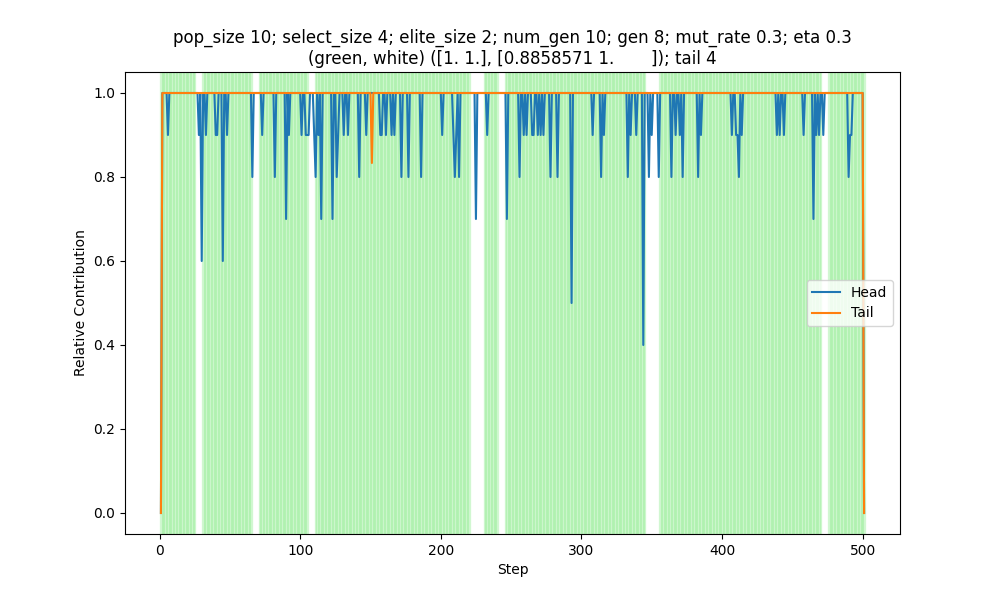 pop_size 10; select_size 4; elite_size 2; num_gen 10; gen 8; mut_rate 0.3; eta 0.3
(green, white) ([1. 1.], [0.8858571 1.        ]); tail 4
1.0
0.8
0.6
0.4
0.2
0.0
Relative Contribution
Head
Tail
0
100
200
300
400
500
Step